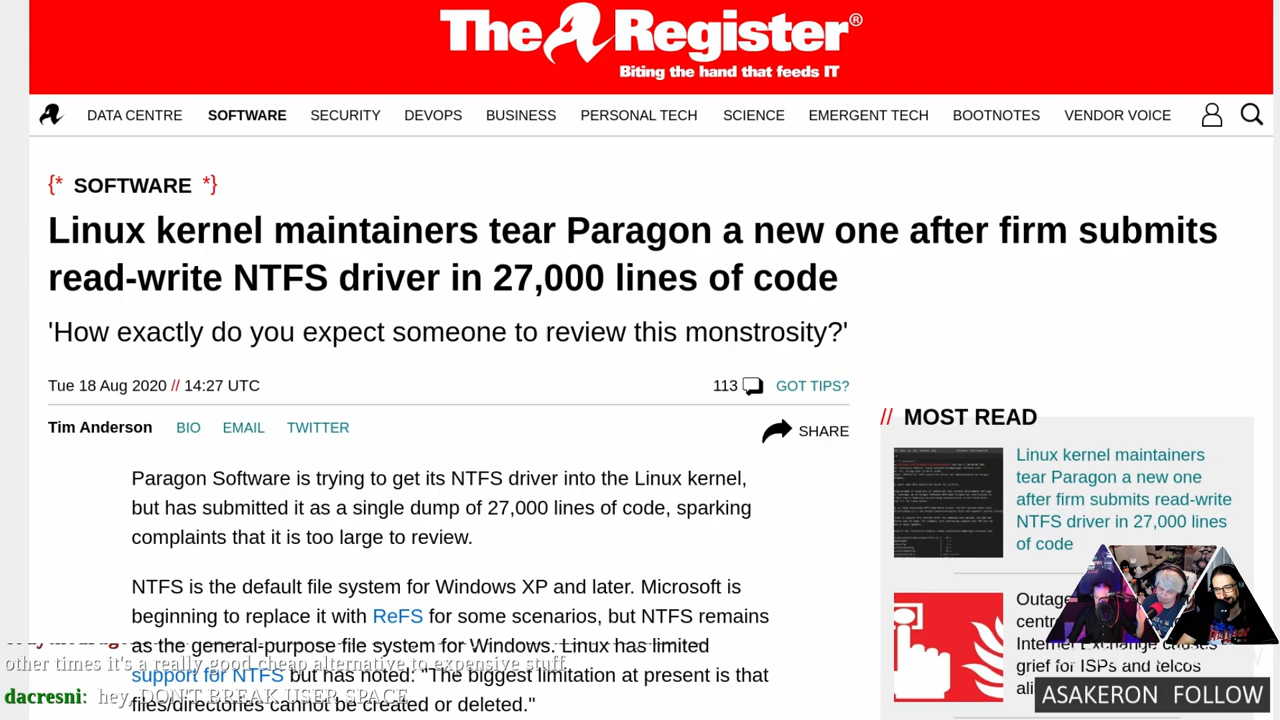 The Register®
Biting the hand that feeds IT
DATA CENTRE SOFTWARE SECURITY DEVOPS BUSINESS PERSONAL TECH SCIENCE EMERGENT TECH BOOTNOTES VENDOR VOICE
{* SOFTWARE *}
Linux kernel maintainers tear Paragon a new one after firm submits
read-write NTFS driver in 27,000 lines of code
'How exactly do you expect someone to review this monstrosity?'
Tue 18 Aug 2020 // 14:27 UTC
113 GOT TIPS?
Tim Anderson BIO EMAIL TWITTER
SHARE
Paragon Software is trying to get its NTFS driver into the Linux kernel,
but has submitted it as a single dump of 27,000 lines of code, sparking
complaints that it is too large to review.
NTFS is the default file system for Windows XP and later. Microsoft is
beginning to replace it with ReFS for some scenarios, but NTFS remains
as the general-purpose file system for Windows. Linux has limited
support for NTFS but has noted: "The biggest limitation at present is that
files/directories cannot be created or deleted."
// MOST READ
Linux kernel maintainers
tear Paragon a new one
after firm submits read-write
NTFS driver in 27,000 lines
of code
Outage
centr
Internet Exchange causes
grief for ISPs and telcos
ali
other times it's a really good cheap alternative to expensive stuff
dacresni: hey, DON'T BREAK USER SPACE
ASAKERON FOLLOW